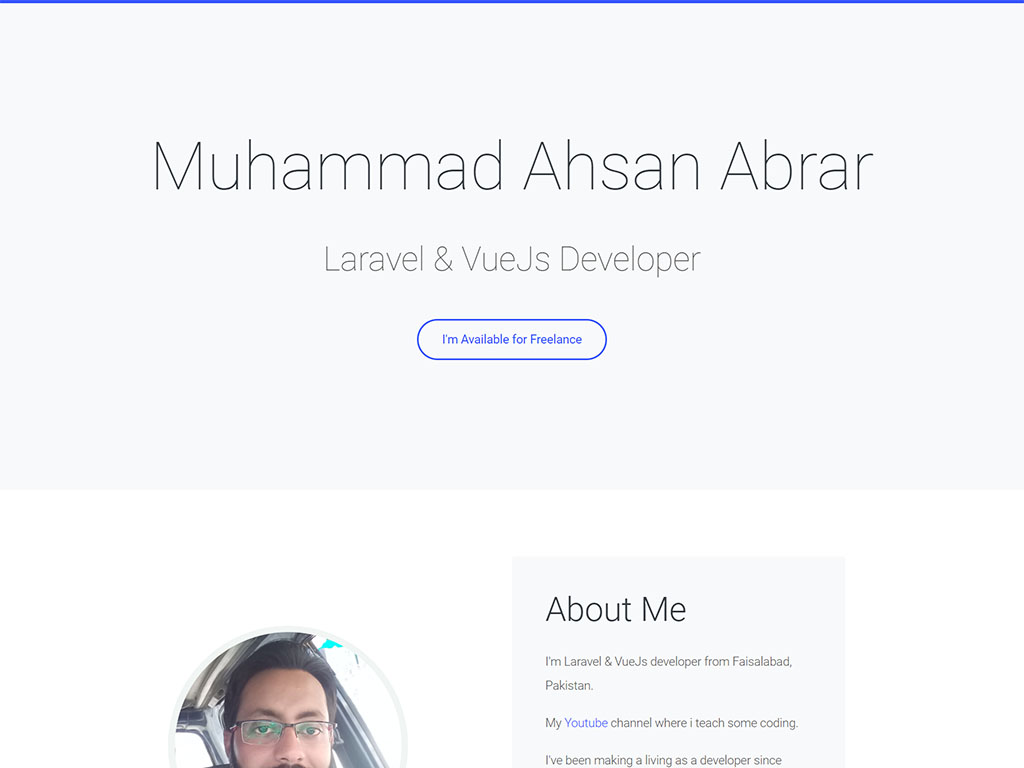 Muhammad Ahsan Abrar
Laravel & VueJs Developer
I'm Available for Freelance
About Me
I'm Laravel & VueJs developer from Faisalabad,
Pakistan.
My Youtube channel where i teach some coding.
I've been making a living as a developer since